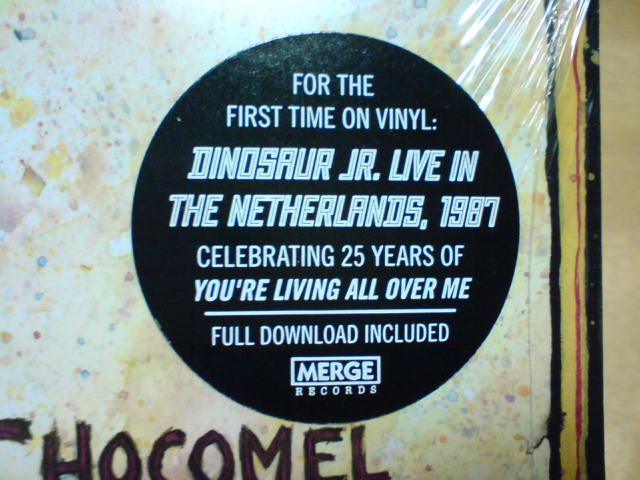 FOR THE
FIRST TIME ON VINYL:
DINOSAUR JR. LIVE IN
THE NETHERLANDS, 1987
CELEBRATING 25 YEARS OF
YOU'RE LIVING ALL OVER ME
FULL DOWNLOAD INCLUDED
MERGE
RECORDS
CHOCOMEL